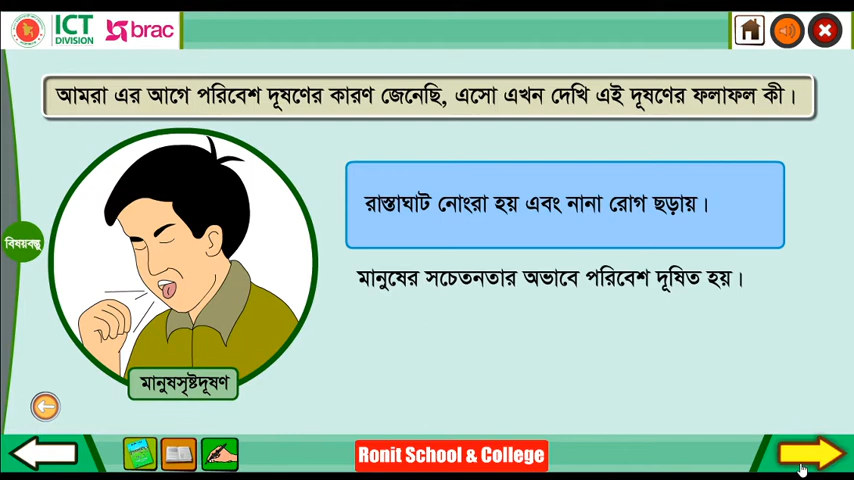 ICT
DIVISION
brac
আমরা এর আগে পরিবেশ দূষণের কারণ জেনেছি, এসো এখন দেখি এই দূষণের ফলাফল কী।
রাস্তাঘাট নোংরা হয় এবং নানা রোগ ছড়ায়।
বিষয়বস্তু
মানুষের সচেতনতার অভাবে পরিবেশ দূষিত হয়।
মানুষসৃষ্টদূষণ
Ronit School & College